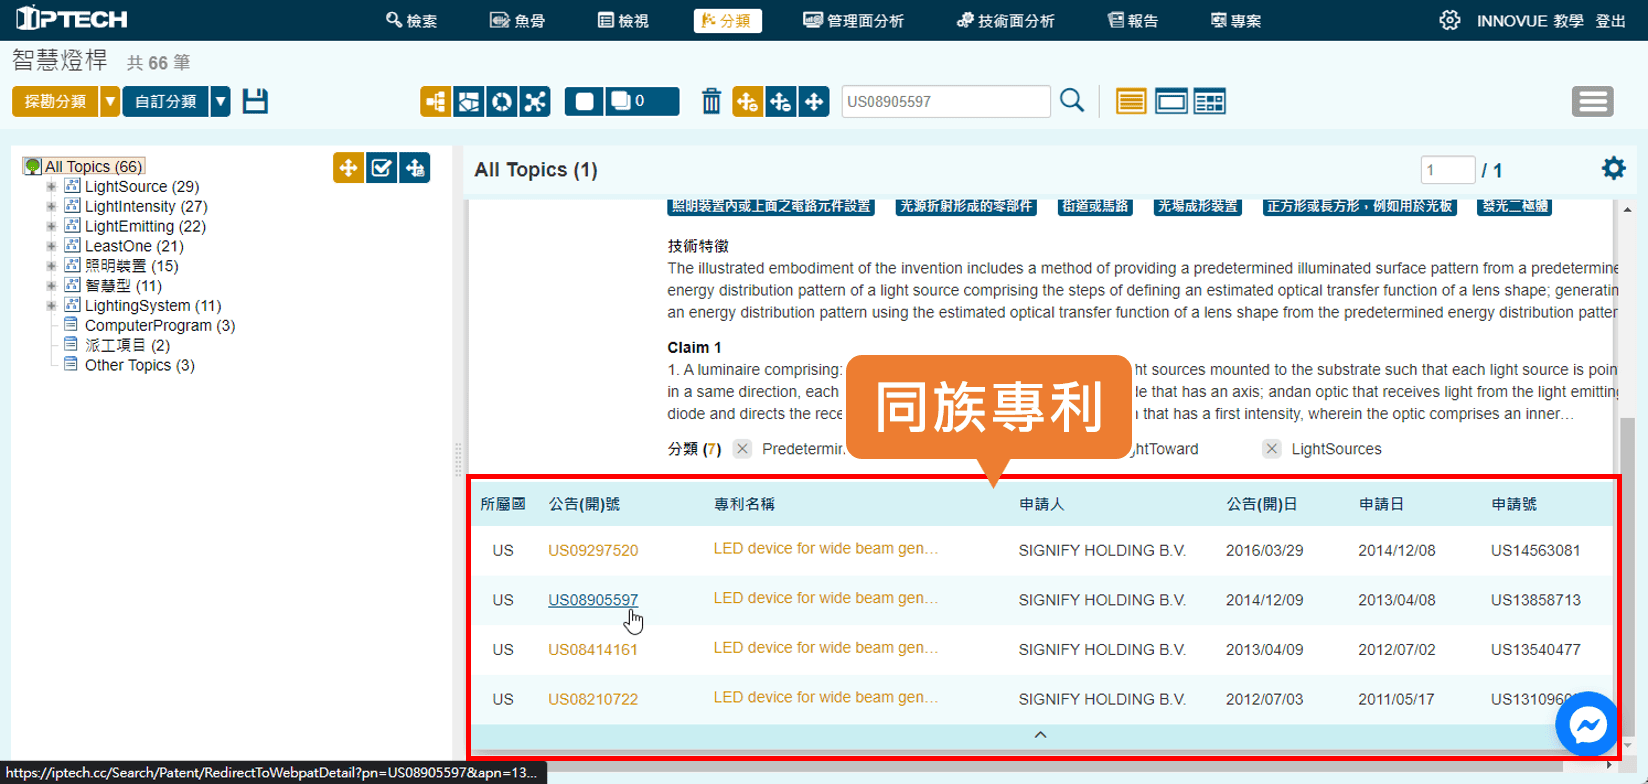 IPTECH 檢索 魚骨 檢視 分類 管理面分析 技術面分析 報告 專案 INNOVUE 教學 登出
智慧燈桿 共 66 筆
探勘分類 自訂分類 0 US08905597
All Topics (66)
LightSource (29)
LightIntensity (27)
LightEmitting (22)
LeastOne (21)
照明裝置 (15)
智慧型 (11)
LightingSystem (11)
ComputerProgram (3)
派工項目 (2)
Other Topics (3)
All Topics (1) 1 / 1
照明裝置內或上面之電路元件設置 光源折射形成的零部件 街道或馬路 光場成形裝置 正方形或長方形，例如用於光板 發光二極體
技術特徵
The illustrated embodiment of the invention includes a method of providing a predetermined illuminated surface pattern from a predetermine
energy distribution pattern of a light source comprising the steps of defining an estimated optical transfer function of a lens shape; generatin
an energy distribution pattern using the estimated optical transfer function of a lens shape from the predetermined energy distribution patter
Claim 1
1. A luminaire comprising: ht sources mounted to the substrate such that each light source is poin
in a same direction, each le that has an axis; andan optic that receives light from the light emitting
diode and directs the rece that has a first intensity, wherein the optic comprises an inner…
同族專利
分類 (7) Predetermin ghtToward LightSources
所屬國 公告(開)號 專利名稱 申請人 公告(開)日 申請日 申請號
US US09297520 LED device for wide beam gen… SIGNIFY HOLDING B.V. 2016/03/29 2014/12/08 US14563081
US US08905597 LED device for wide beam gen… SIGNIFY HOLDING B.V. 2014/12/09 2013/04/08 US13858713
US US08414161 LED device for wide beam gen… SIGNIFY HOLDING B.V. 2013/04/09 2012/07/02 US13540477
US US08210722 LED device for wide beam gen… SIGNIFY HOLDING B.V. 2012/07/03 2011/05/17 US131096
https://iptech.cc/Search/Patent/RedirectToWebpatDetail?pn=US08905597&apn=13...